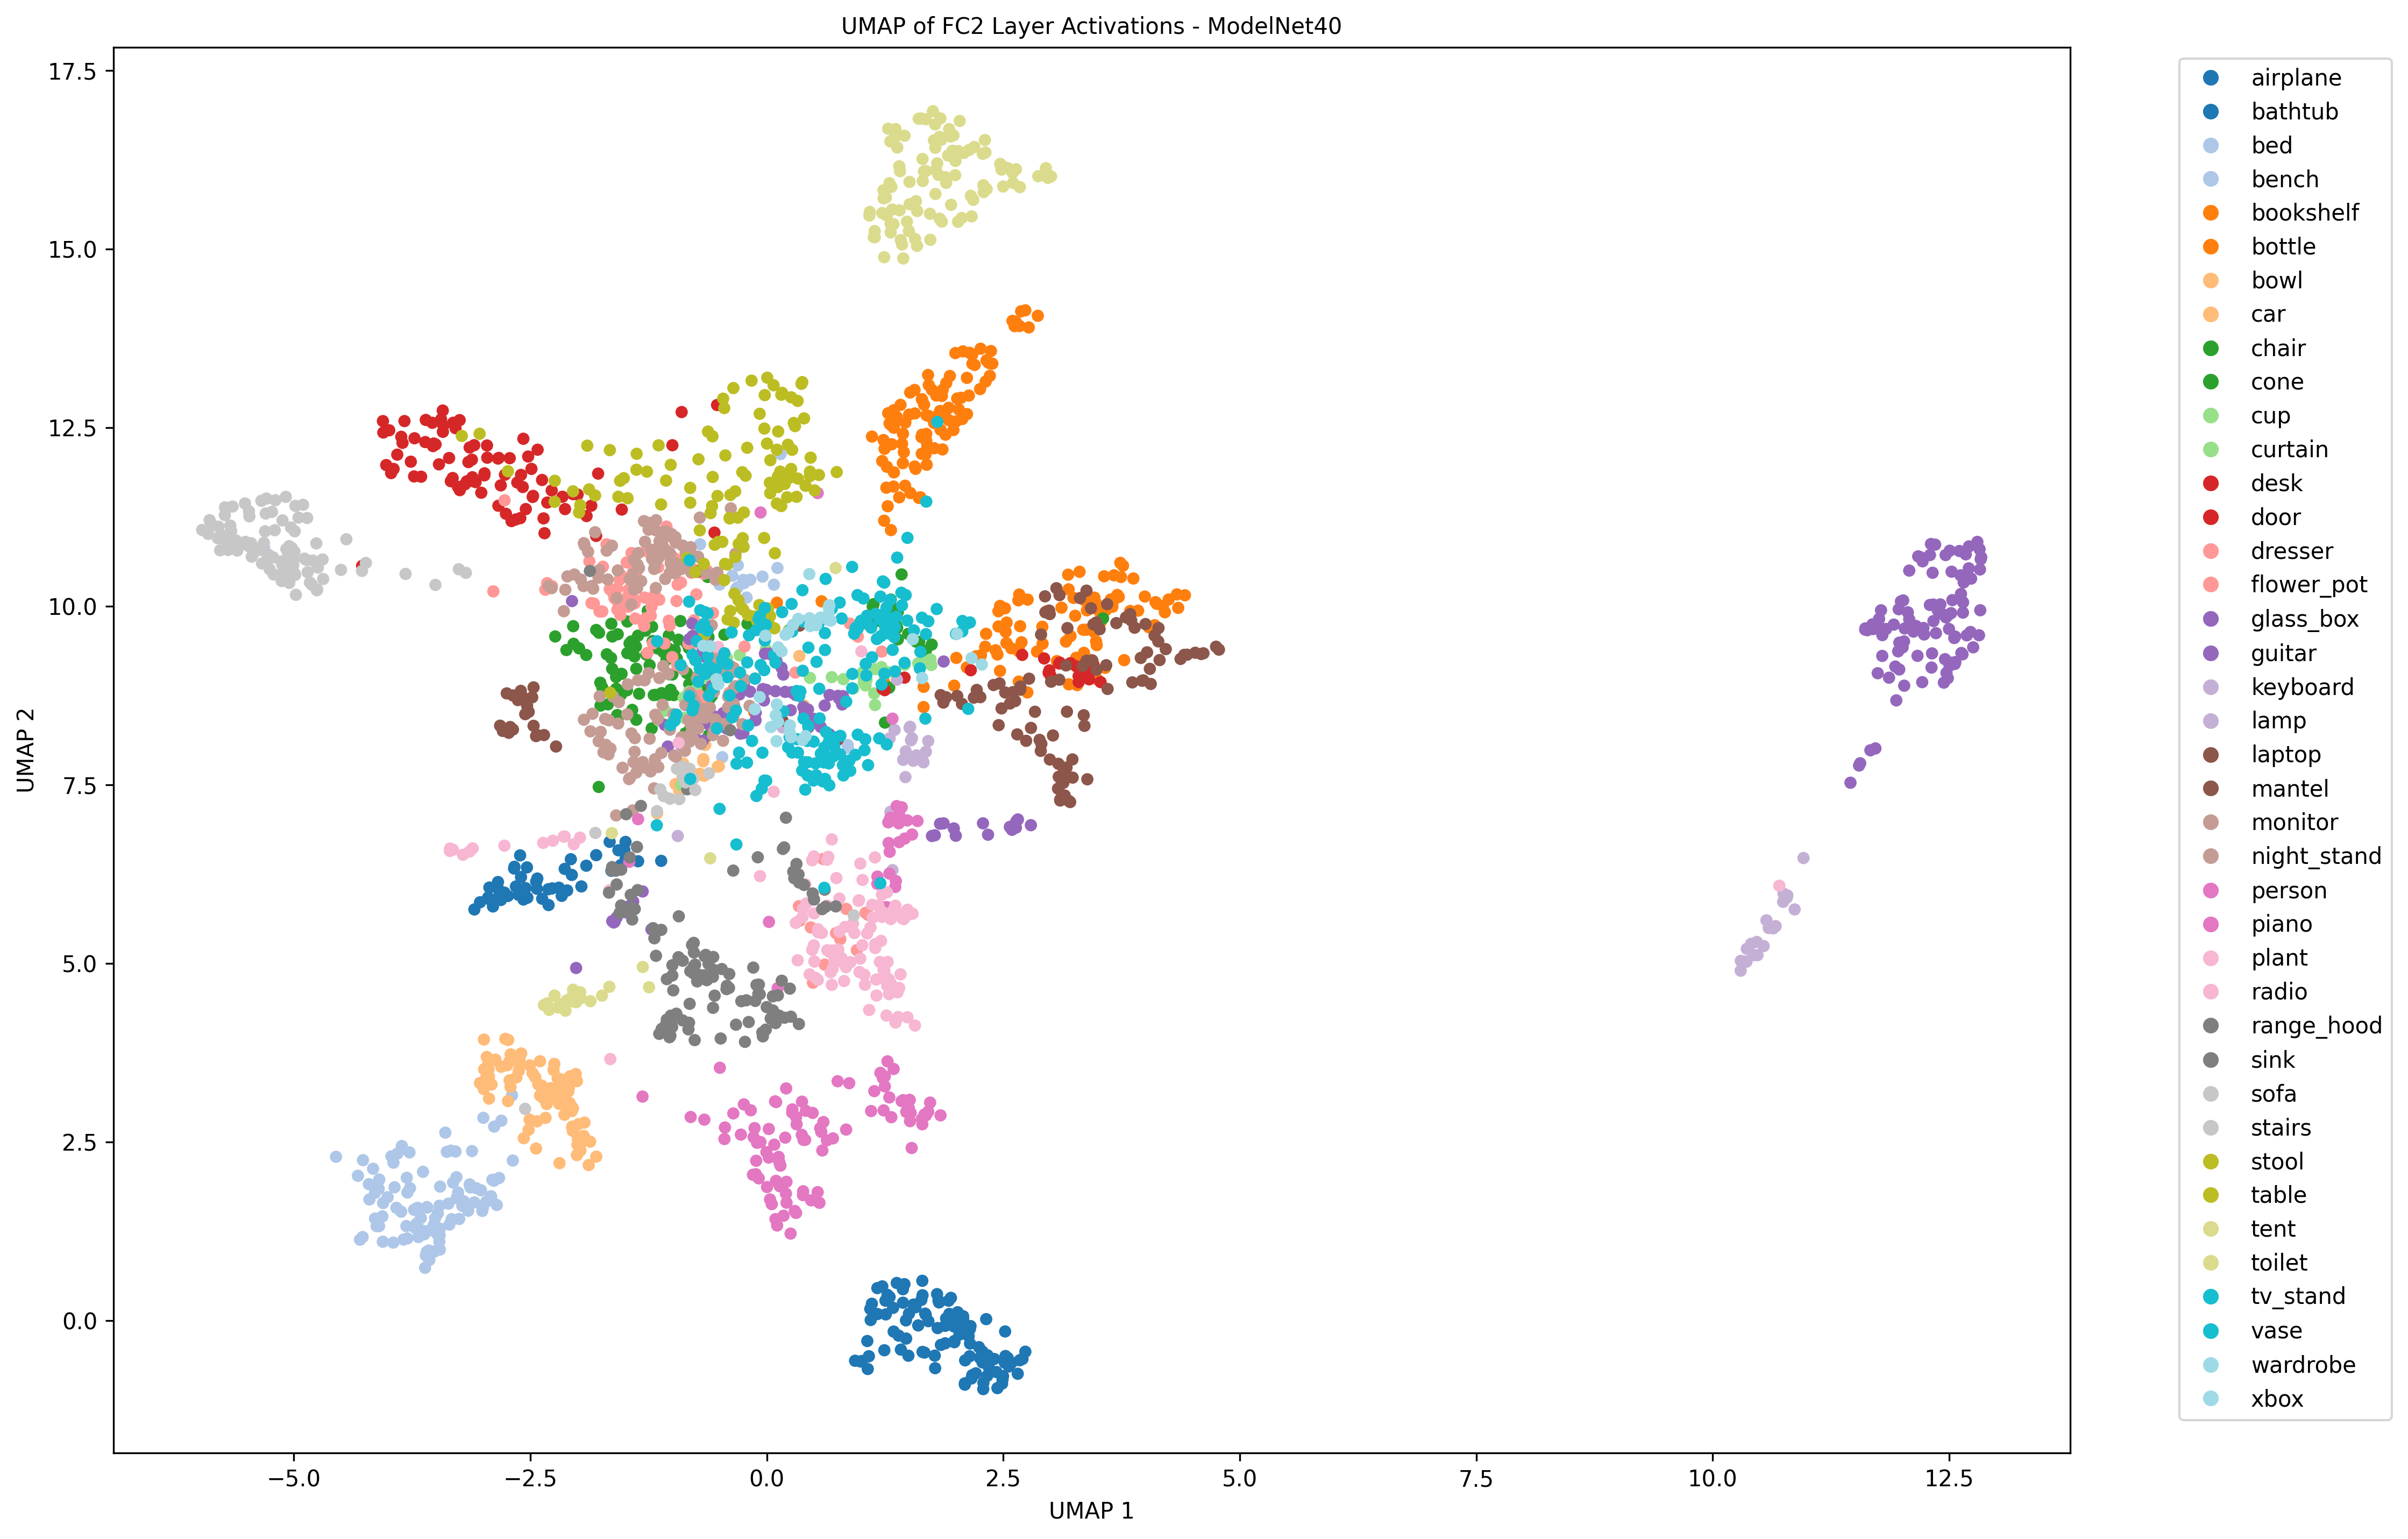 UMAP of FC2 Layer Activations - ModelNet40
17.5
15.0
12.5
10.0
7.5
5.0
2.5
0.0
UMAP 2
−5.0
−2.5
0.0
2.5
5.0
7.5
10.0
12.5
UMAP 1
airplane
bathtub
bed
bench
bookshelf
bottle
bowl
car
chair
cone
cup
curtain
desk
door
dresser
flower_pot
glass_box
guitar
keyboard
lamp
laptop
mantel
monitor
night_stand
person
piano
plant
radio
range_hood
sink
sofa
stairs
stool
table
tent
toilet
tv_stand
vase
wardrobe
xbox